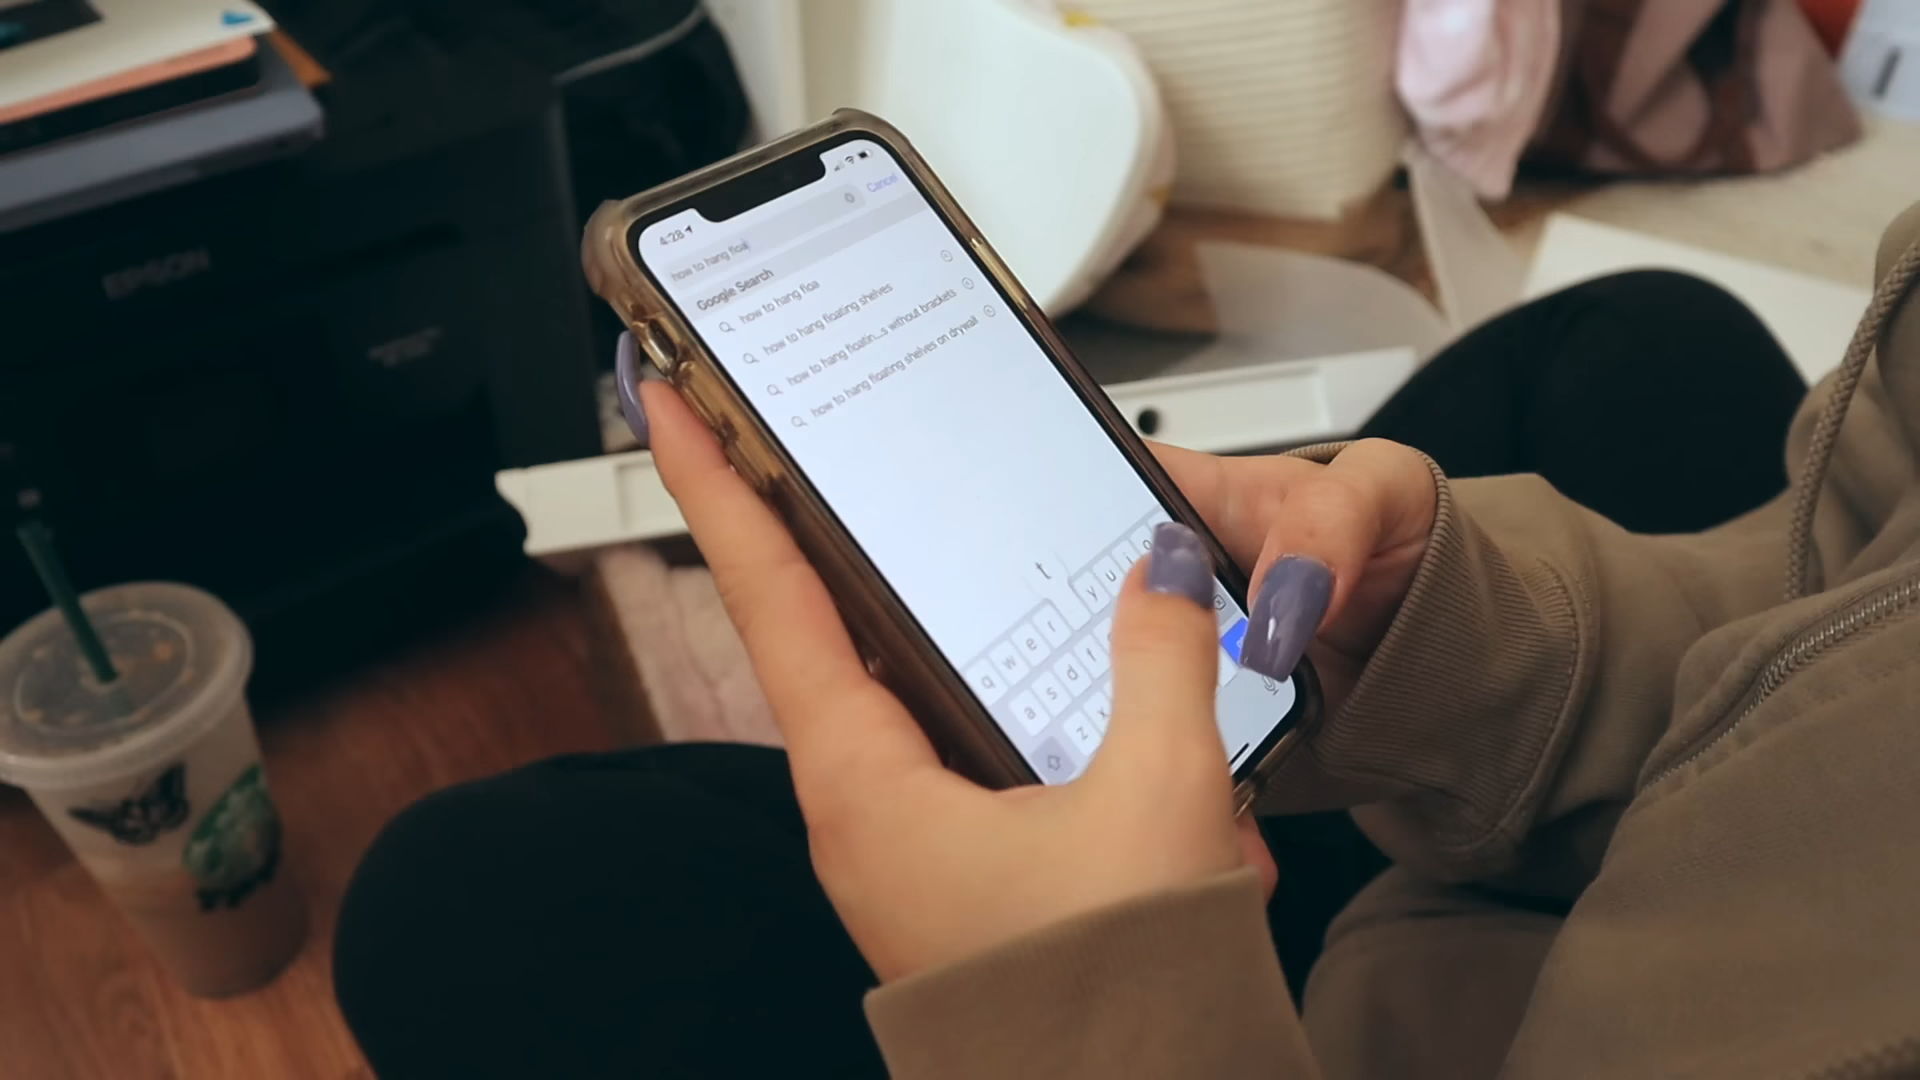 EPSON
4:28
how to hang floa
Cancel
Google Search
how to hang floa
how to hang floating shelves
how to hang floatin...s without brackets
how to hang floating shelves on drywall
t
q w e r y u i o
a s d f
z x